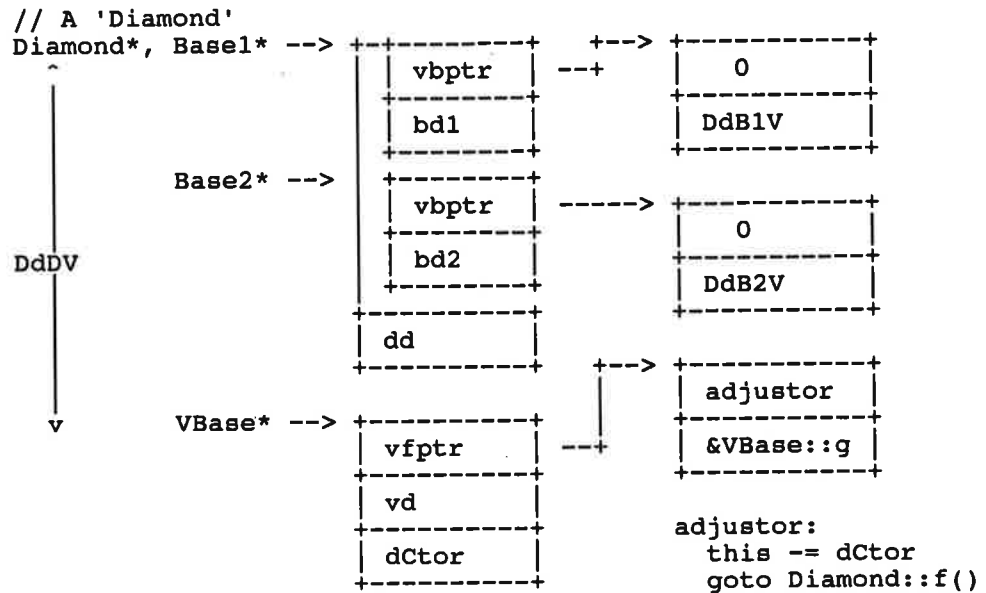 // A 'Diamond'
Diamond*, Base1* -->
vbptr
0
bd1
DdB1V
Base2* -->
vbptr
0
DdDV
bd2
DdB2V
dd
adjustor
VBase* -->
vfptr
&VBase::g
vd
adjustor:
dCtor
this -= dCtor
goto Diamond::f()